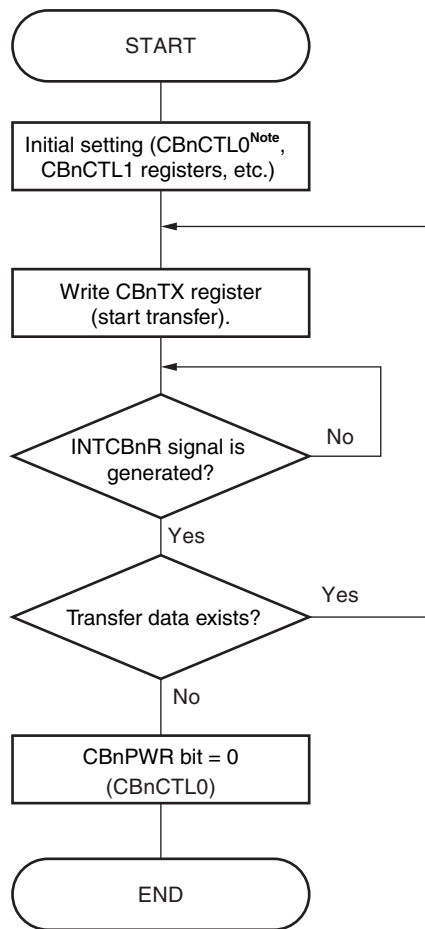 START
Initial setting (CBnCTL0Note,
CBnCTL1 registers, etc.)
Write CBnTX register
(start transfer).
INTCBnR signal is
generated?
No
Yes
Transfer data exists?
Yes
No
CBnPWR bit = 0
(CBnCTL0)
END